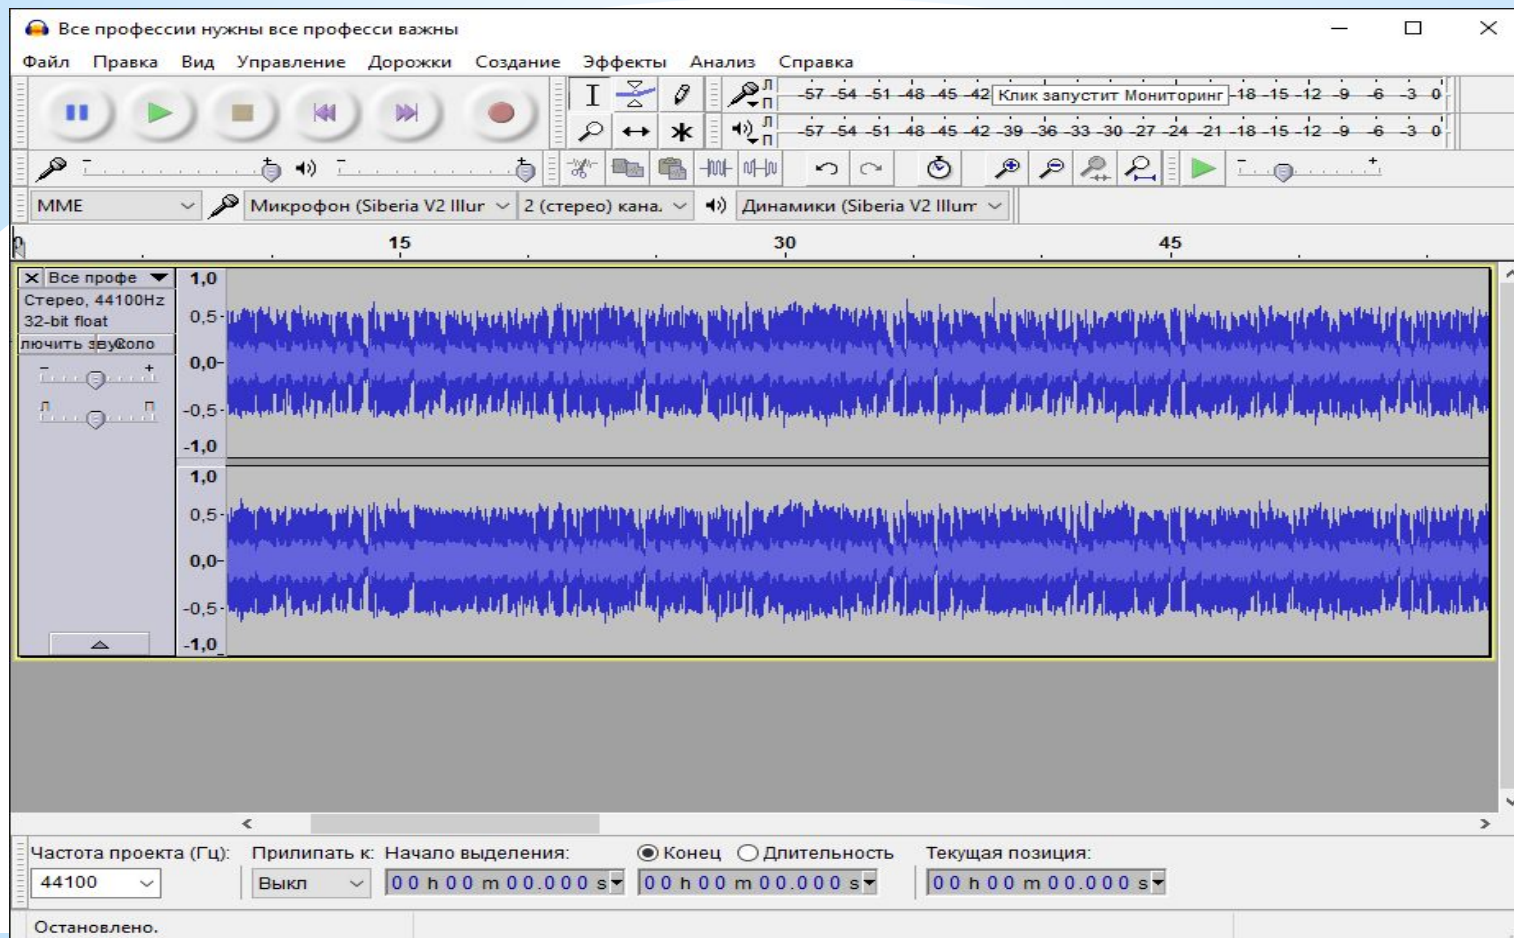 Все профессии нужны все професси важны
Файл Правка Вид Управление Дорожки Создание Эффекты Анализ Справка
Л П -57 -54 -51 -48 -45 -42 Клик запустит Мониторинг -18 -15 -12 -9 -6 -3 0
Л П -57 -54 -51 -48 -45 -42 -39 -36 -33 -30 -27 -24 -21 -18 -15 -12 -9 -6 -3 0
- + - + - +
MME Микрофон (Siberia V2 Illur 2 (стерео) кана. Динамики (Siberia V2 Illum
0 15 30 45
Все профе 1,0
Стерео, 44100Hz
32-bit float 0,5
лючить звук Соло
0,0
- +
Л П -0,5
-1,0
1,0
0,5
0,0
-0,5
-1,0
Частота проекта (Гц): Прилипать к: Начало выделения: Конец Длительность Текущая позиция:
44100 Выкл 00 h 00 m 00.000 s 00 h 00 m 00.000 s 00 h 00 m 00.000 s
Остановлено.